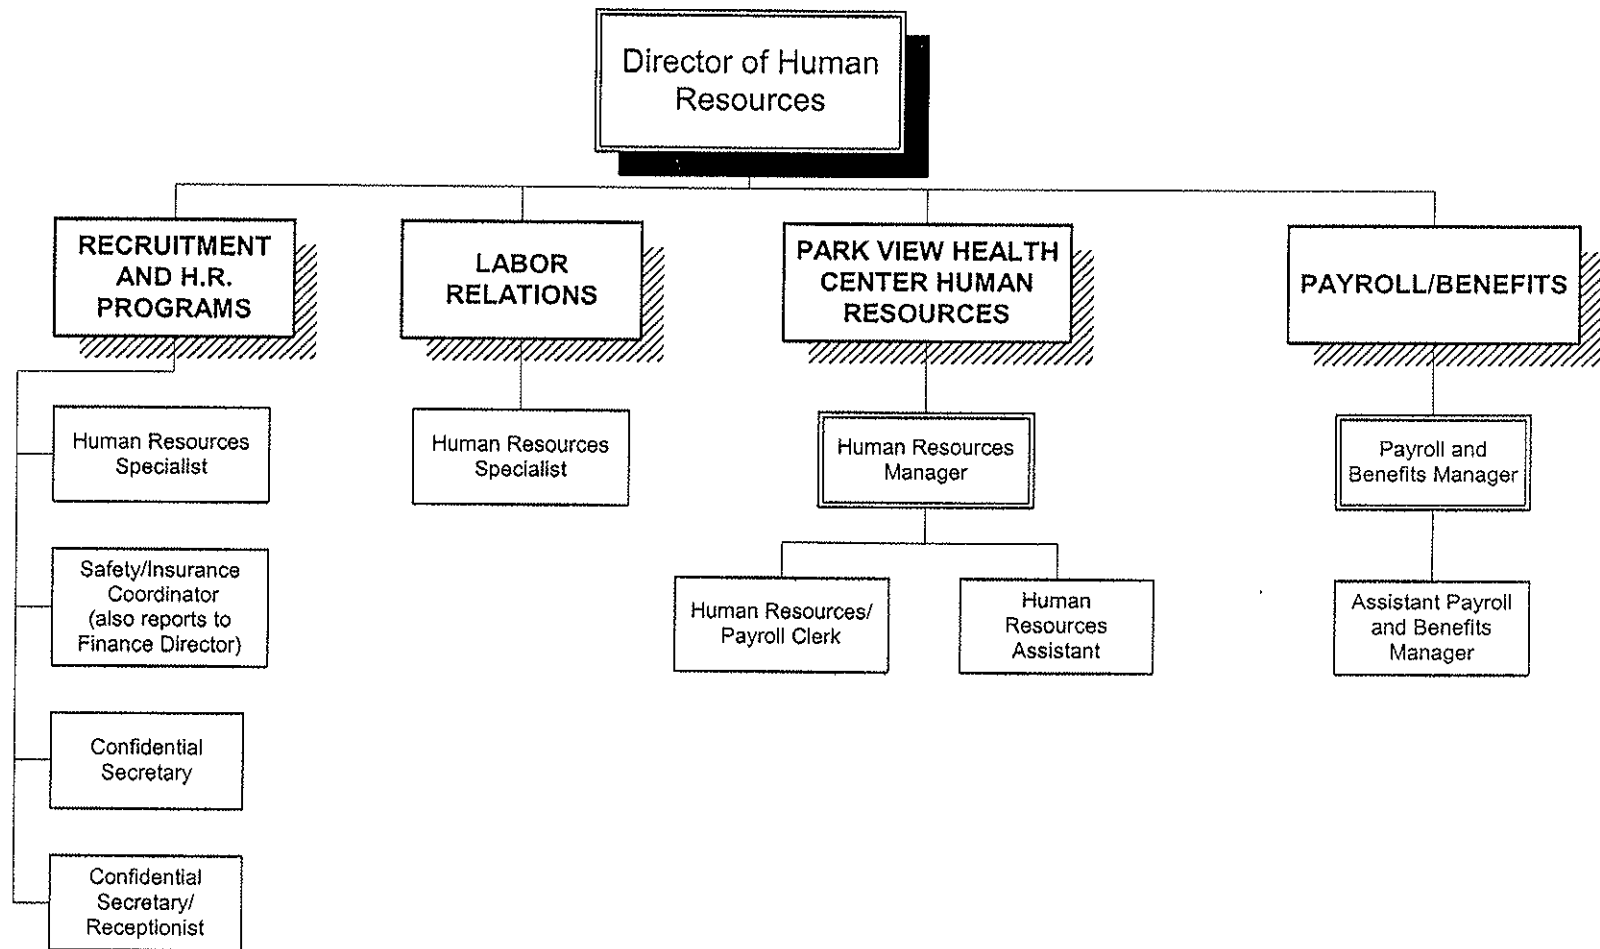 Director of Human
Resources
RECRUITMENT
AND H.R.
PROGRAMS
LABOR
RELATIONS
PARK VIEW HEALTH
CENTER HUMAN
RESOURCES
PAYROLL/BENEFITS
Human Resources
Specialist
Human Resources
Specialist
Human Resources
Manager
Payroll and
Benefits Manager
Safety/Insurance
Coordinator
(also reports to
Finance Director)
Human Resources/
Payroll Clerk
Human
Resources
Assistant
Assistant Payroll
and Benefits
Manager
Confidential
Secretary
Confidential
Secretary/
Receptionist